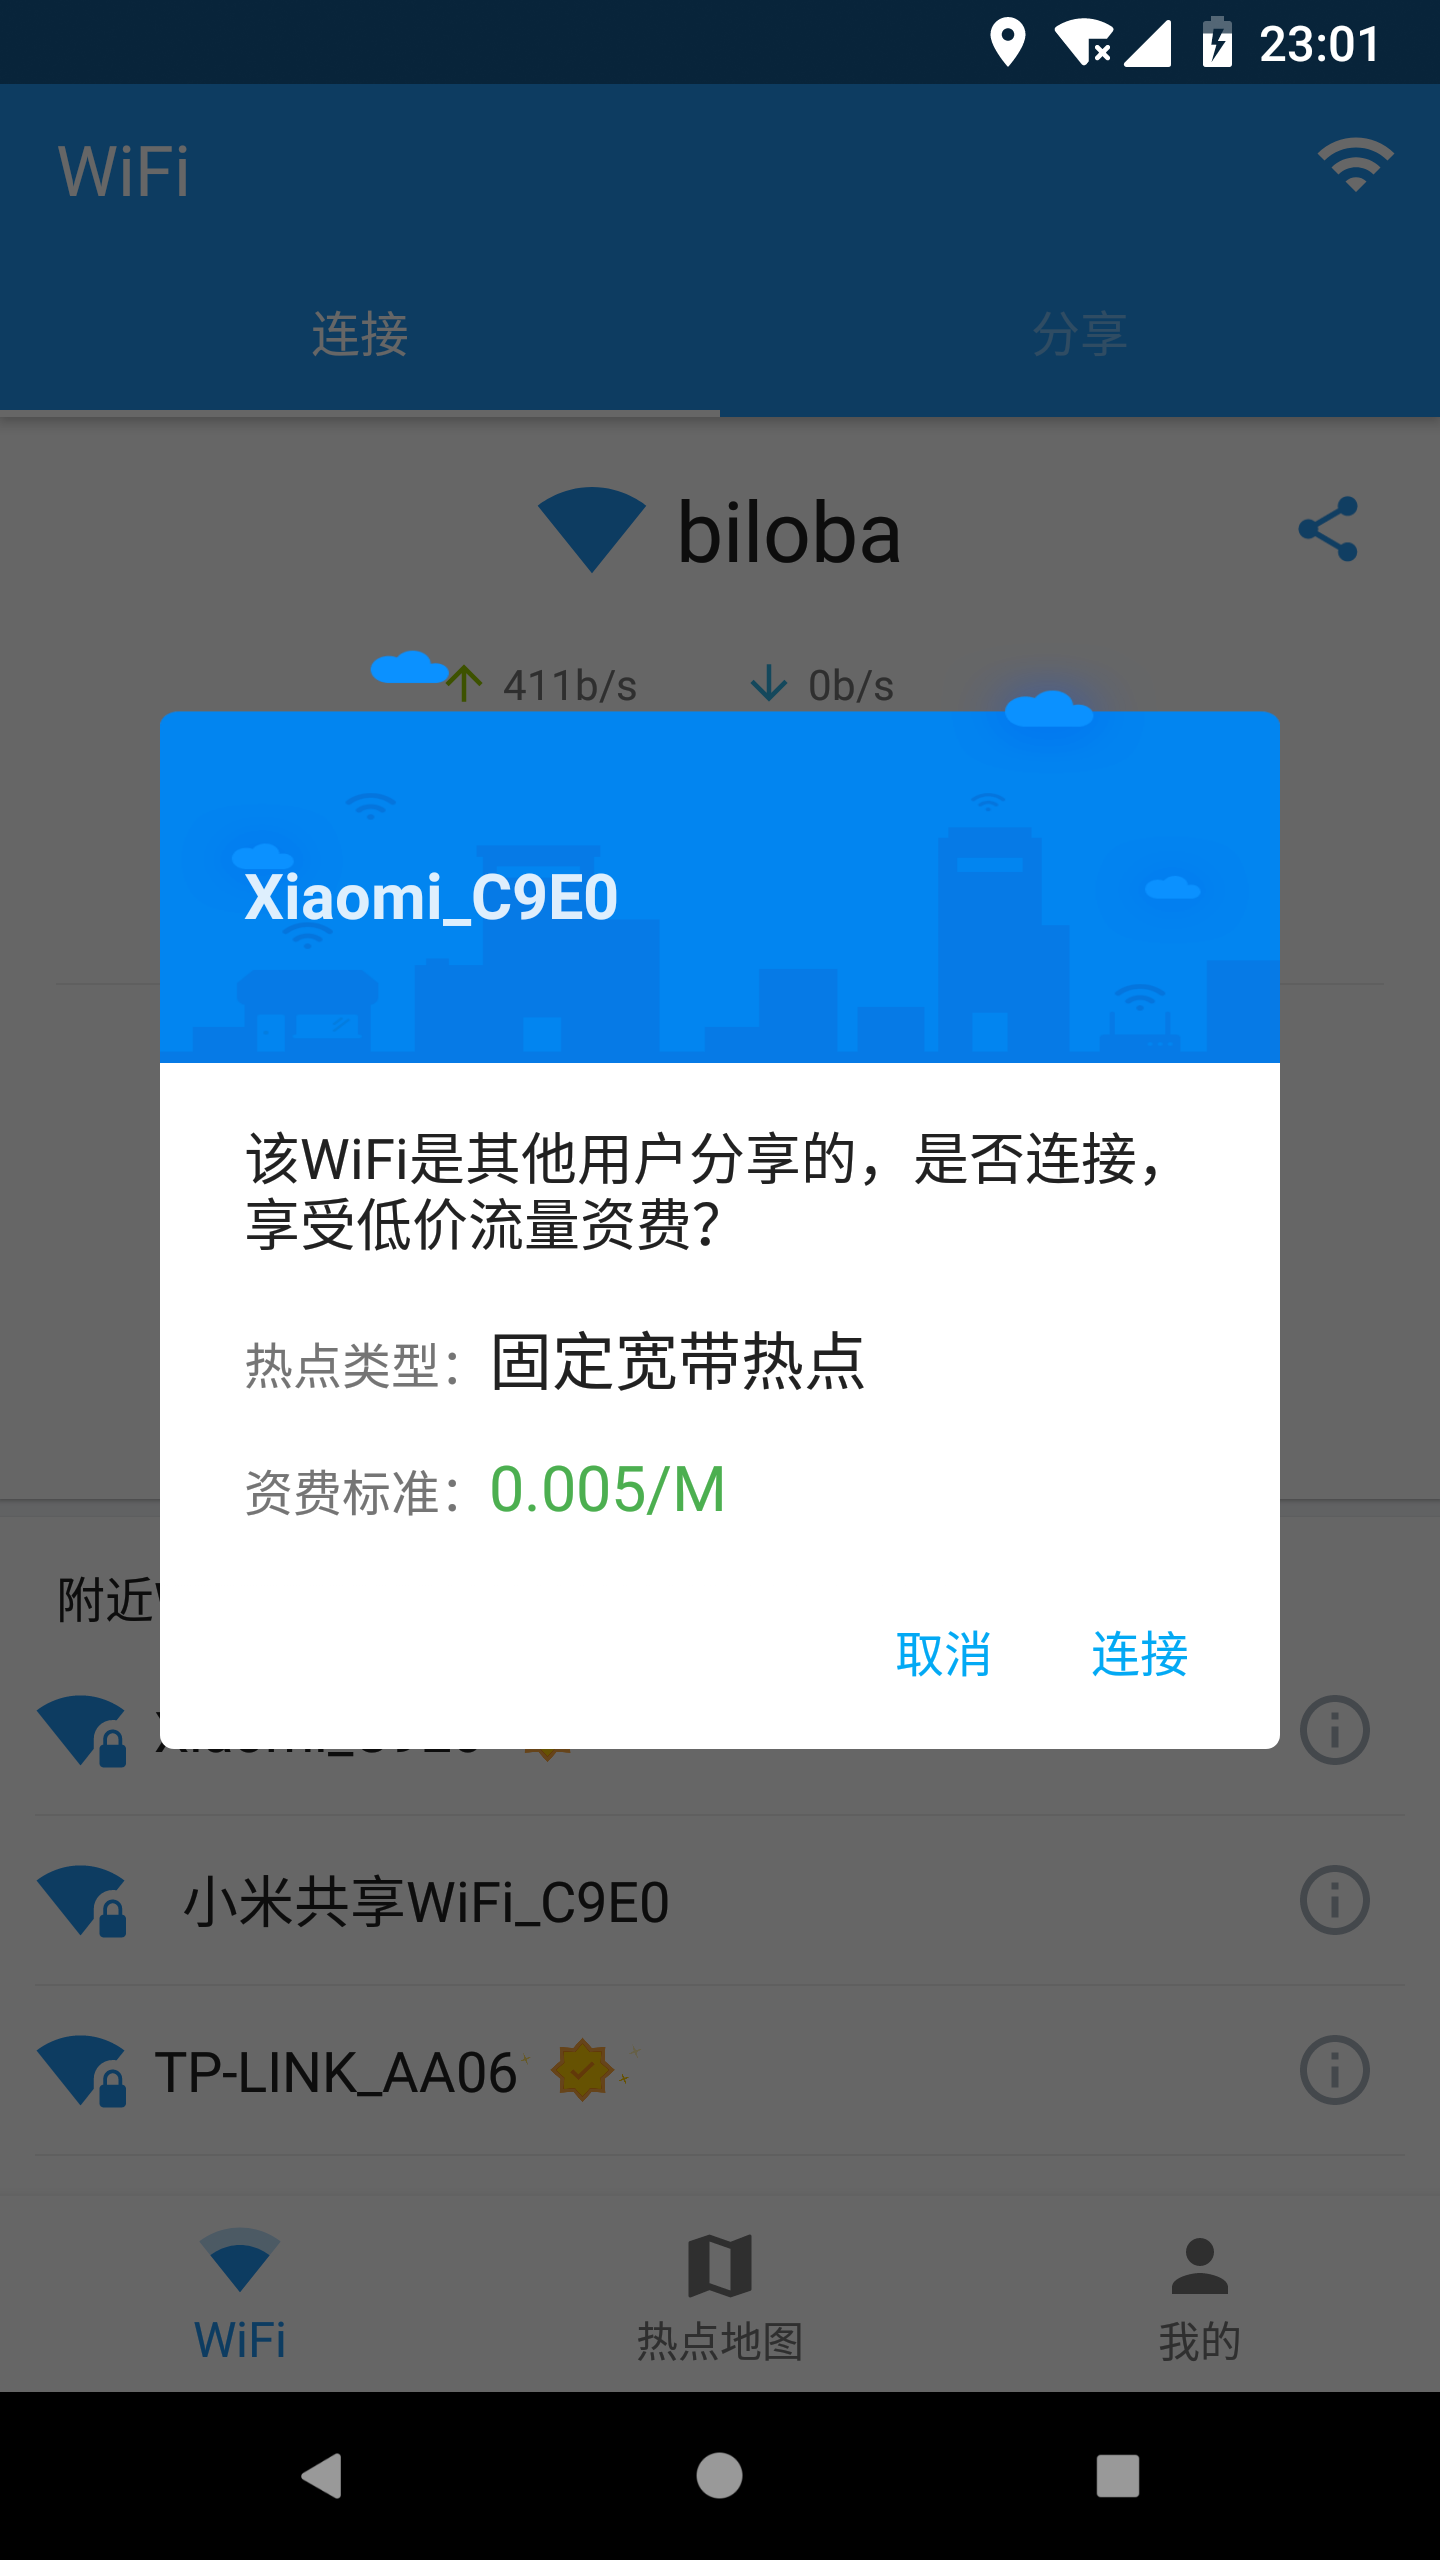 23:01
WiFi
连接
分享
biloba
411b/s
0b/s
Xiaomi_C9E0
该WiFi是其他用户分享的，是否连接，
享受低价流量资费？
热点类型：固定宽带热点
资费标准：0.005/M
取消
连接
附近
Xiaomi_C9E0
小米共享WiFi_C9E0
TP-LINK_AA06
WiFi
热点地图
我的